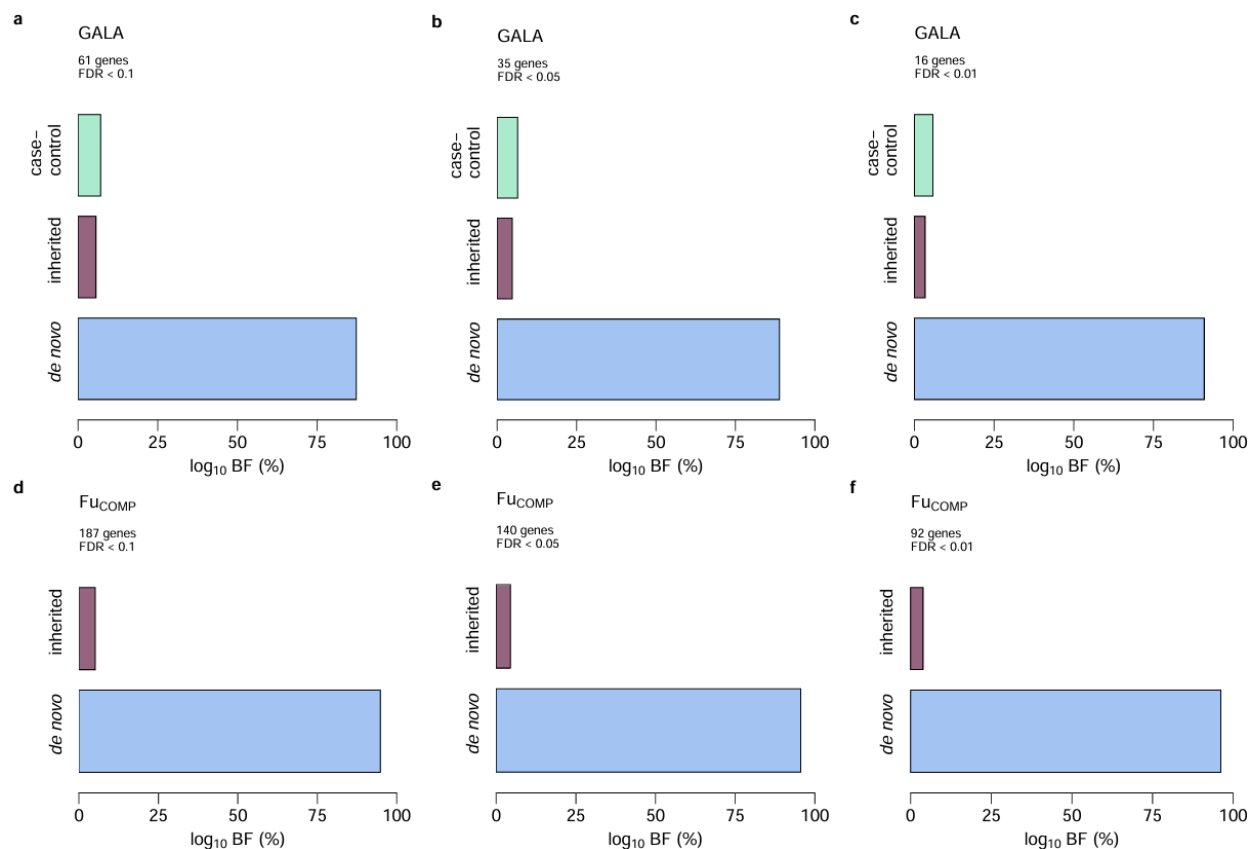 a
GALA
61 genes
FDR < 0.1
case–
control
inherited
de novo
0 25 50 75 100
log₁₀ BF (%)
b
GALA
35 genes
FDR < 0.05
case–
control
inherited
de novo
0 25 50 75 100
log₁₀ BF (%)
c
GALA
16 genes
FDR < 0.01
case–
control
inherited
de novo
0 25 50 75 100
log₁₀ BF (%)
d
Fu_COMP
187 genes
FDR < 0.1
inherited
de novo
0 25 50 75 100
log₁₀ BF (%)
e
Fu_COMP
140 genes
FDR < 0.05
inherited
de novo
0 25 50 75 100
log₁₀ BF (%)
f
Fu_COMP
92 genes
FDR < 0.01
inherited
de novo
0 25 50 75 100
log₁₀ BF (%)